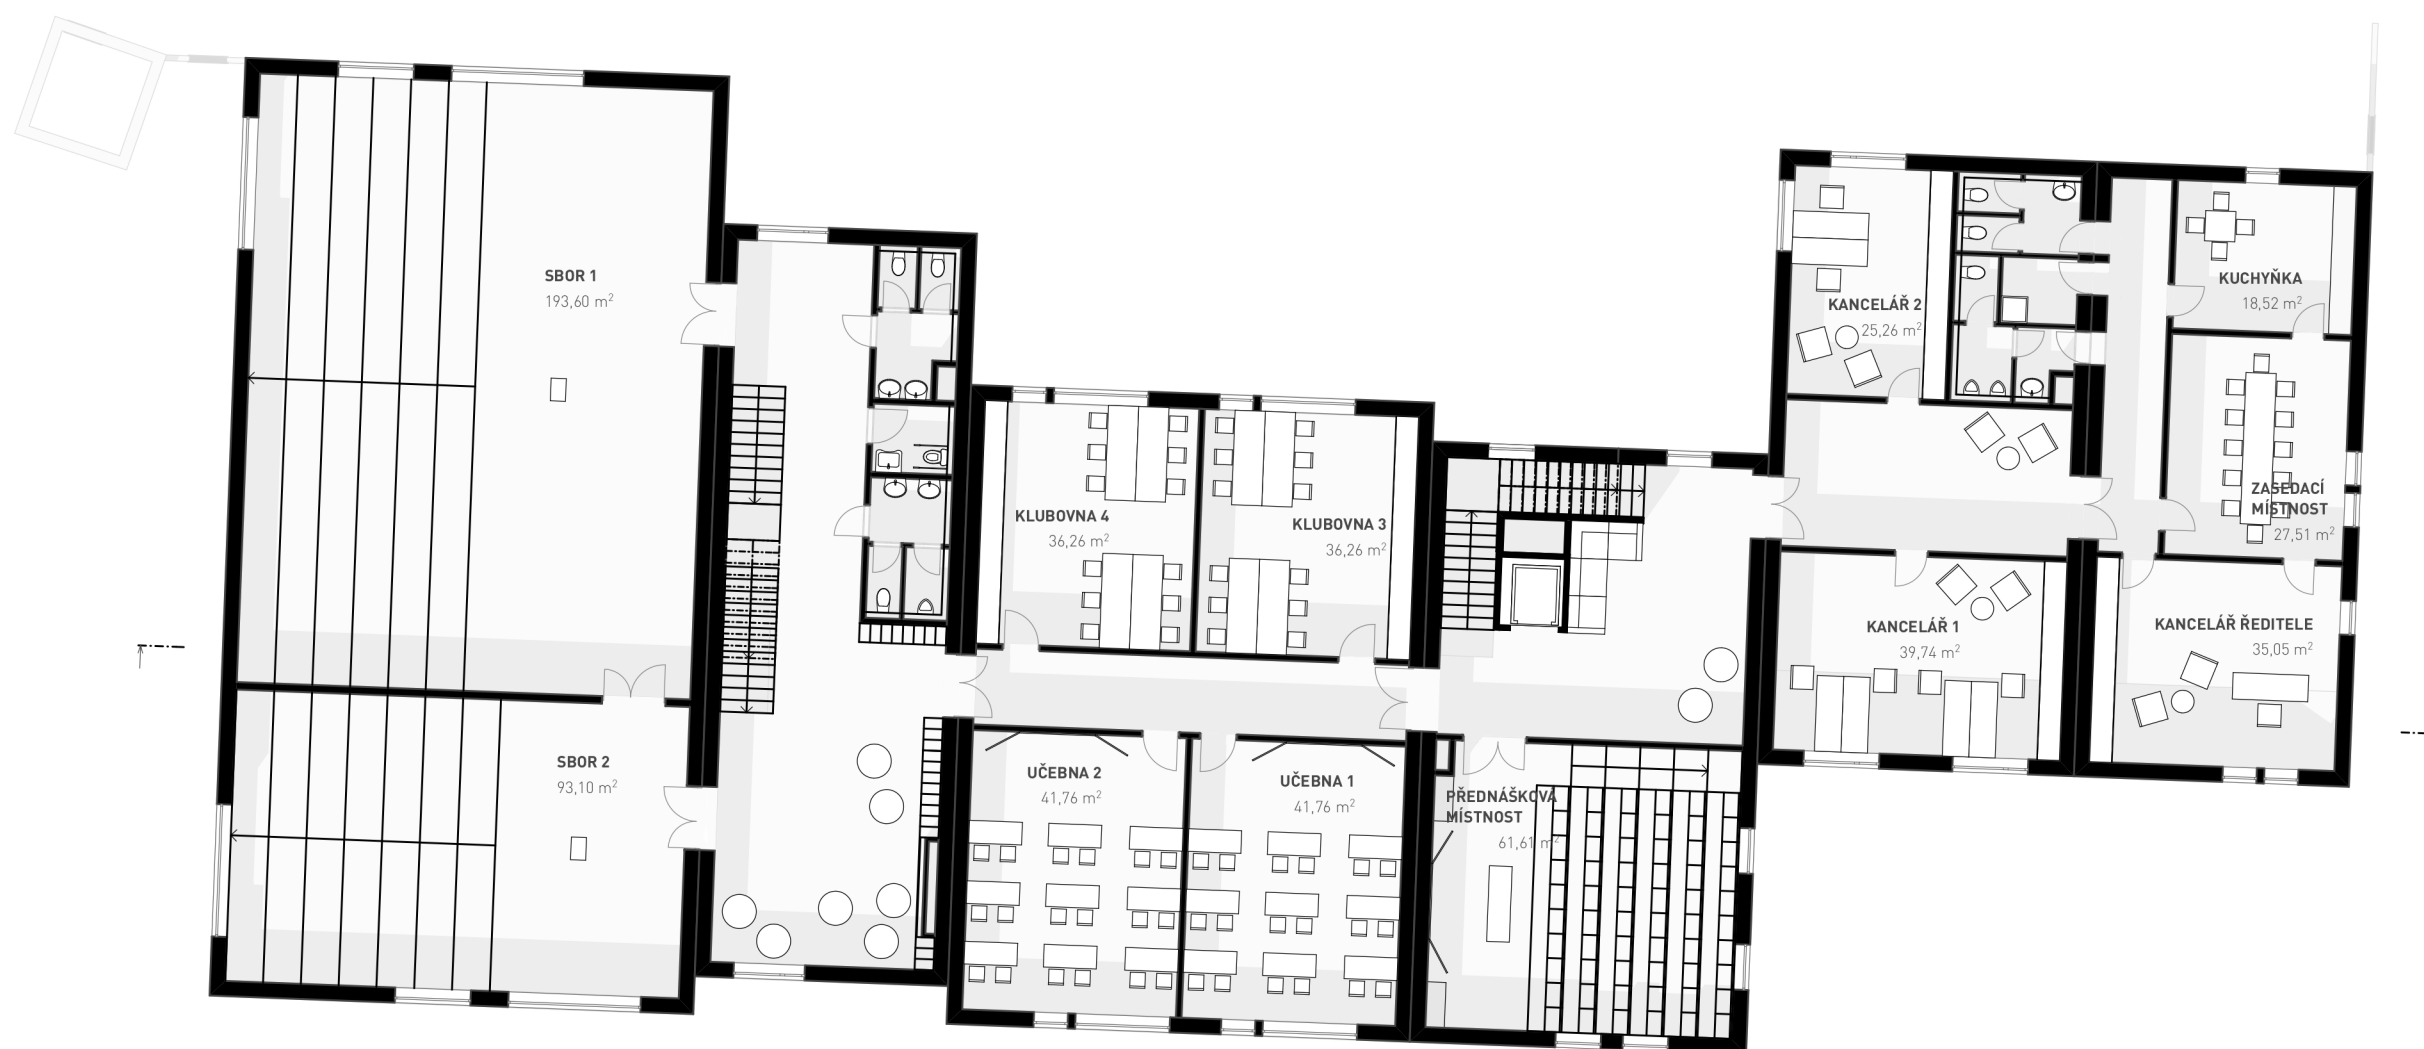 SBOR 1
193,60 m²
SBOR 2
93,10 m²
KLUBOVNA 4
36,26 m²
KLUBOVNA 3
36,26 m²
UČEBNA 2
41,76 m²
UČEBNA 1
41,76 m²
PŘEDNÁŠKOVÁ
MÍSTNOST
61,61 m²
KANCELÁŘ 2
25,26 m²
KUCHYŇKA
18,52 m²
ZASEDACÍ
MÍSTNOST
27,51 m²
KANCELÁŘ 1
39,74 m²
KANCELÁŘ ŘEDITELE
35,05 m²